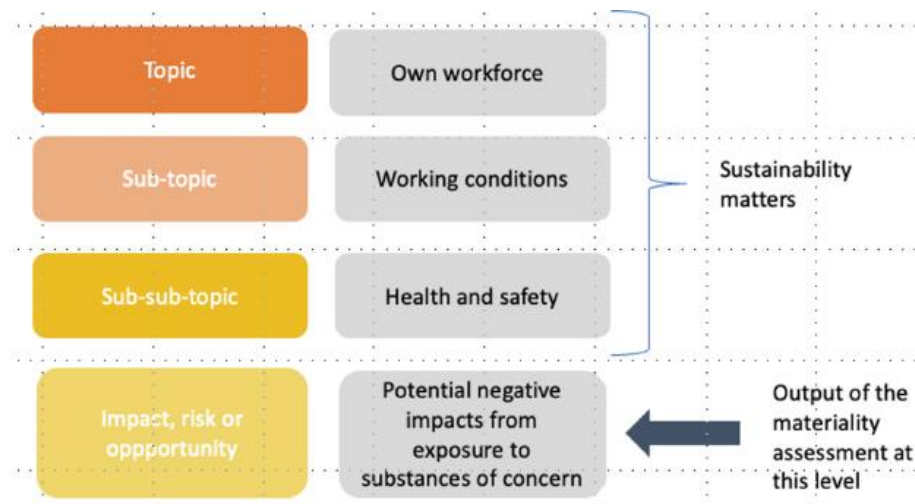 Topic
Own workforce
Sub-topic
Working conditions
Sustainability
matters
Sub-sub-topic
Health and safety
Impact, risk or
oppportunity
Potential negative
impacts from
exposure to
substances of concern
Output of the
materiality
assessment at
this level